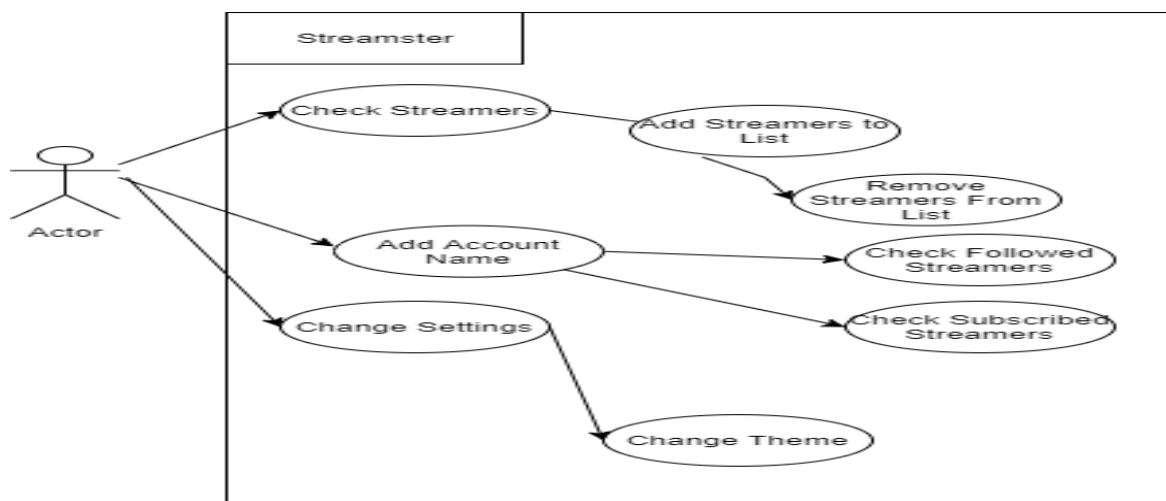 Streamster
Check Streamers
Add Streamers to
List
Remove
Streamers From
List
Actor
Add Account
Name
Check Followed
Streamers
Change Settings
Check Subscribed
Streamers
Change Theme